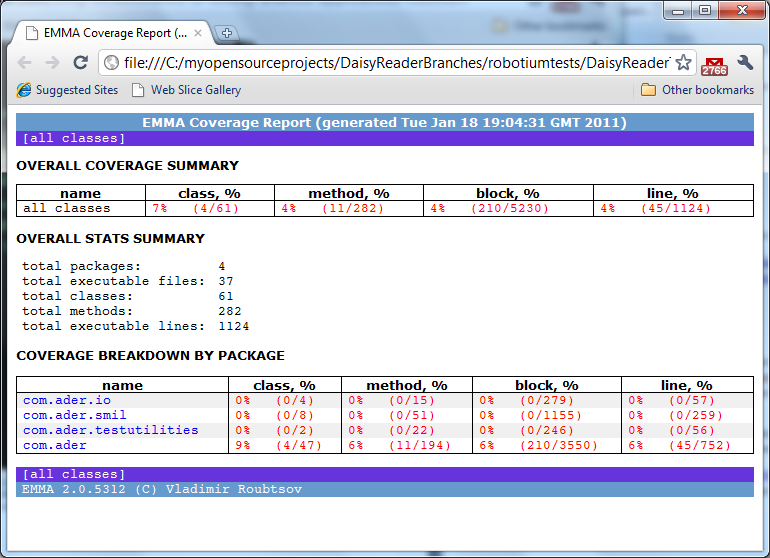 EMMA Coverage Report (...
file:///C:/myopensourceprojects/DaisyReaderBranches/robotiumtests/DaisyReader
2766
Suggested Sites Web Slice Gallery Other bookmarks
EMMA Coverage Report (generated Tue Jan 18 19:04:31 GMT 2011)
[all classes]
OVERALL COVERAGE SUMMARY
name class, % method, % block, % line, %
all classes 7% (4/61) 4% (11/282) 4% (210/5230) 4% (45/1124)
OVERALL STATS SUMMARY
total packages: 4
total executable files: 37
total classes: 61
total methods: 282
total executable lines: 1124
COVERAGE BREAKDOWN BY PACKAGE
name class, % method, % block, % line, %
com.ader.io 0% (0/4) 0% (0/15) 0% (0/279) 0% (0/57)
com.ader.smil 0% (0/8) 0% (0/51) 0% (0/1155) 0% (0/259)
com.ader.testutilities 0% (0/2) 0% (0/22) 0% (0/246) 0% (0/56)
com.ader 9% (4/47) 6% (11/194) 6% (210/3550) 6% (45/752)
[all classes]
EMMA 2.0.5312 (C) Vladimir Roubtsov